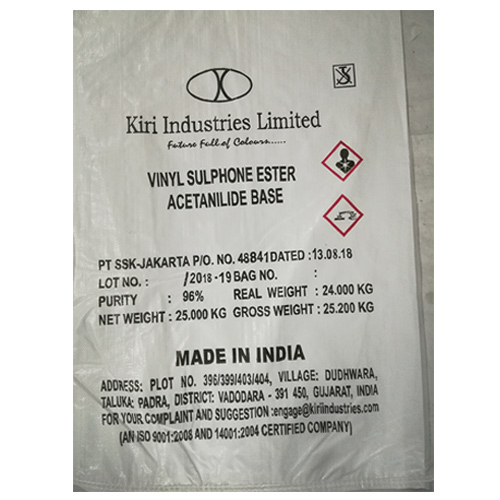 Kiri Industries Limited
Future Full of Colours......
VINYL SULPHONE ESTER
ACETANILIDE BASE
PT SSK-JAKARTA P/O. NO. 48841 DATED : 13.08.18
LOT NO. : /2018-19 BAG NO. :
PURITY : 96% REAL WEIGHT : 24.000 KG
NET WEIGHT : 25.000 KG GROSS WEIGHT : 25.200 KG
MADE IN INDIA
ADDRESS: PLOT NO. 396/399/403/404, VILLAGE: DUDHWARA,
TALUKA: PADRA, DISTRICT: VADODARA - 391 450, GUJARAT, INDIA
FOR YOUR COMPLAINT AND SUGGESTION :engage@kiriindustries.com
(AN ISO 9001:2008 AND 14001:2004 CERTIFIED COMPANY)